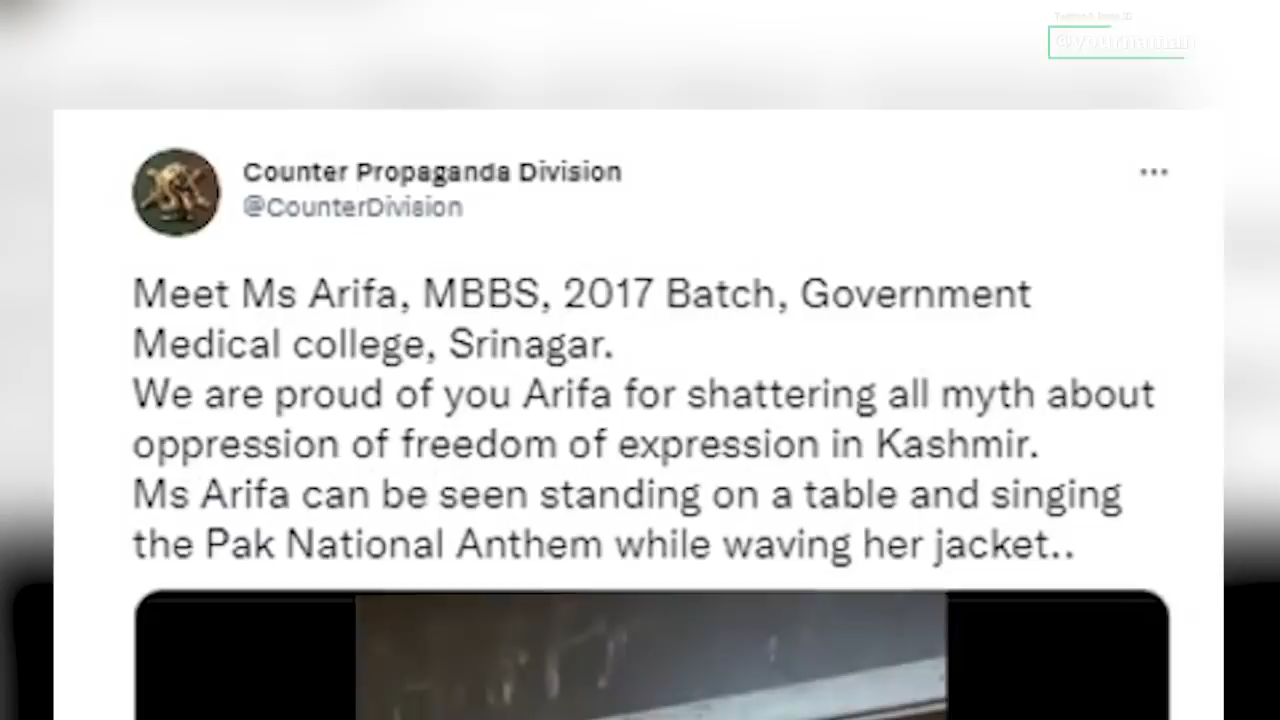 @yournaman
Counter Propaganda Division
@CounterDivision
Meet Ms Arifa, MBBS, 2017 Batch, Government
Medical college, Srinagar.
We are proud of you Arifa for shattering all myth about
oppression of freedom of expression in Kashmir.
Ms Arifa can be seen standing on a table and singing
the Pak National Anthem while waving her jacket..